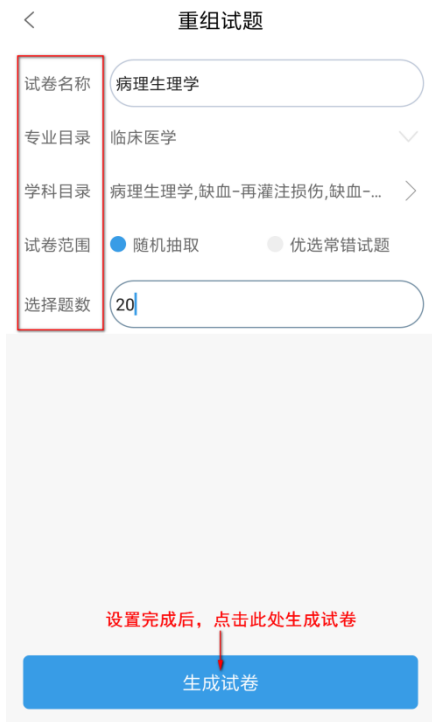 重组试题
试卷名称 病理生理学
专业目录 临床医学
学科目录 病理生理学,缺血-再灌注损伤,缺血-...
试卷范围 随机抽取 优选常错试题
选择题数 20
设置完成后，点击此处生成试卷
生成试卷